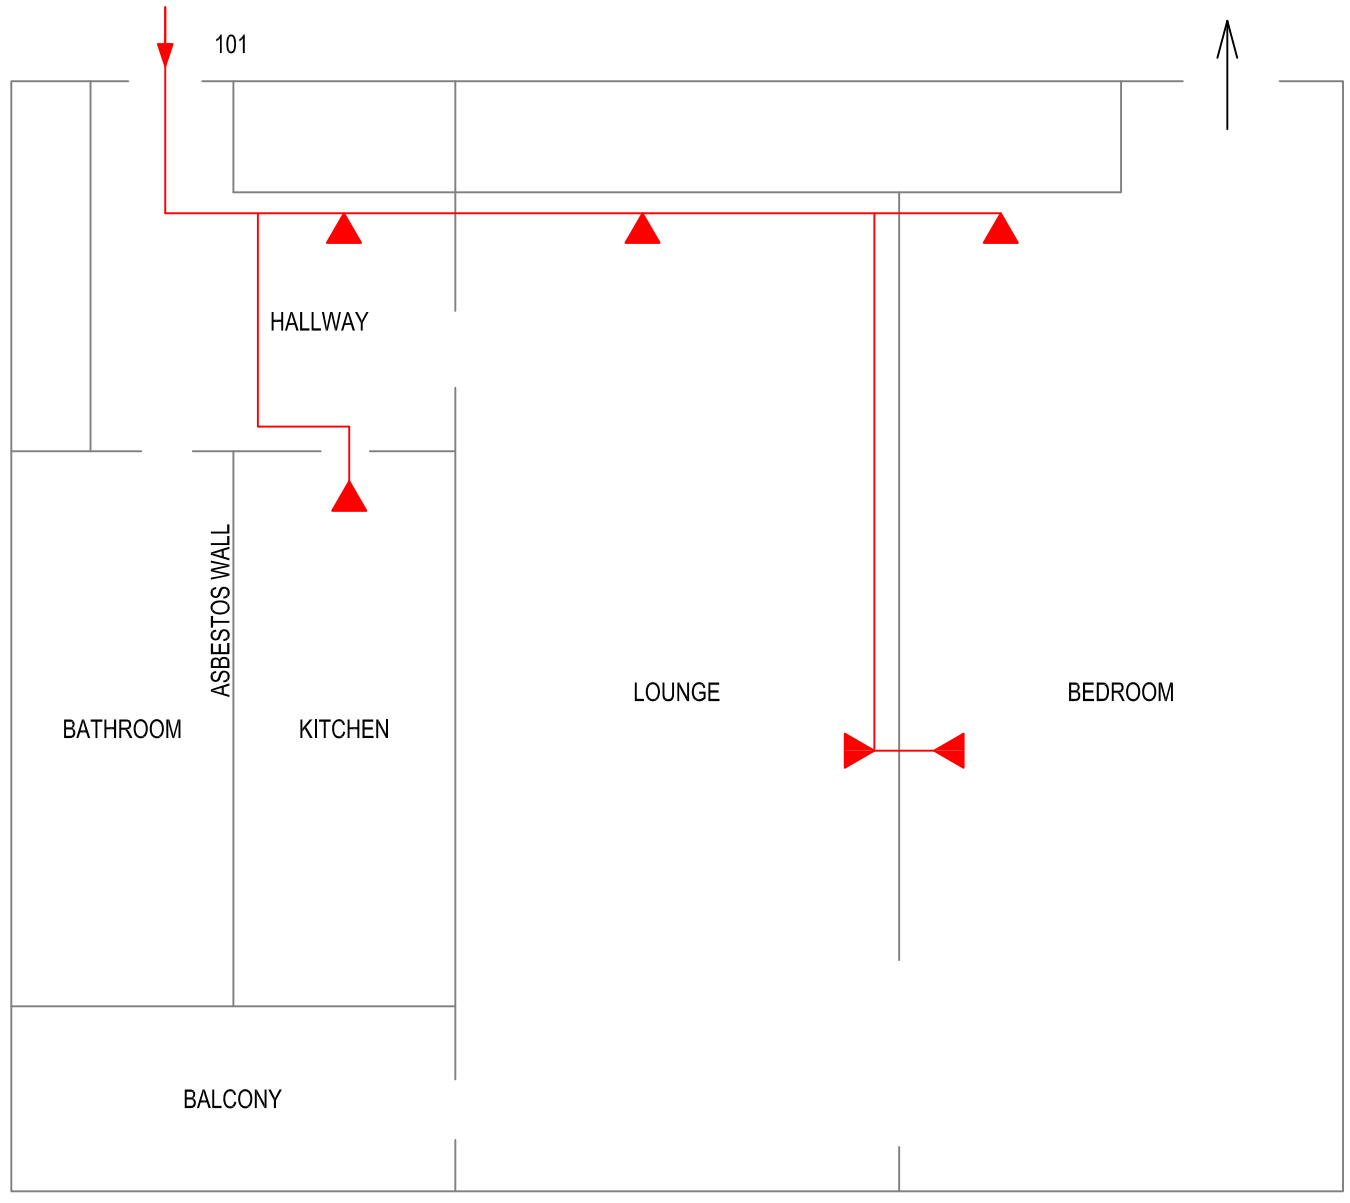 101
HALLWAY
ASBESTOS WALL
LOUNGE
BEDROOM
BATHROOM
KITCHEN
BALCONY